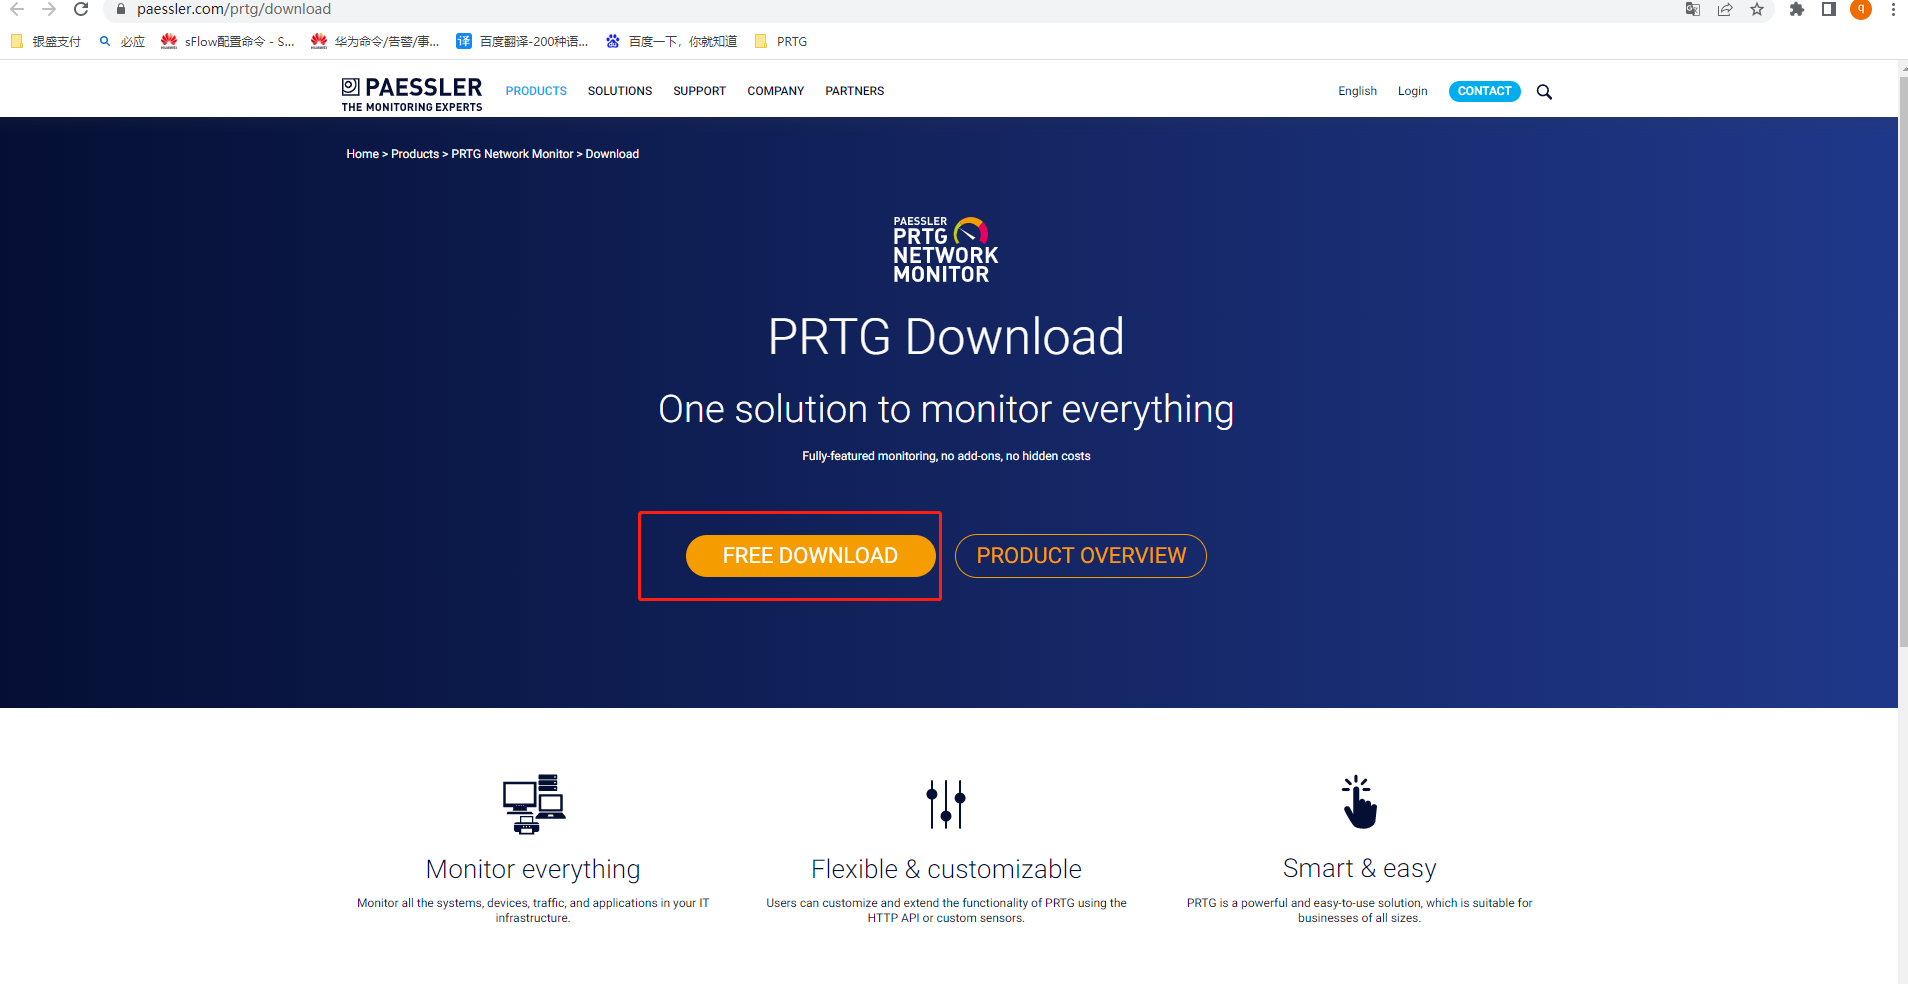 paessler.com/prtg/download
q
银盛支付 必应 sFlow配置命令 - S... 华为命令/告警/事... 译 百度翻译-200种语... 百度一下，你就知道 PRTG
PAESSLER
THE MONITORING EXPERTS
PRODUCTS SOLUTIONS SUPPORT COMPANY PARTNERS English Login CONTACT
Home > Products > PRTG Network Monitor > Download
PAESSLER
PRTG
NETWORK
MONITOR
PRTG Download
One solution to monitor everything
Fully-featured monitoring, no add-ons, no hidden costs
FREE DOWNLOAD PRODUCT OVERVIEW
Monitor everything
Monitor all the systems, devices, traffic, and applications in your IT
infrastructure.
Flexible & customizable
Users can customize and extend the functionality of PRTG using the
HTTP API or custom sensors.
Smart & easy
PRTG is a powerful and easy-to-use solution, which is suitable for
businesses of all sizes.